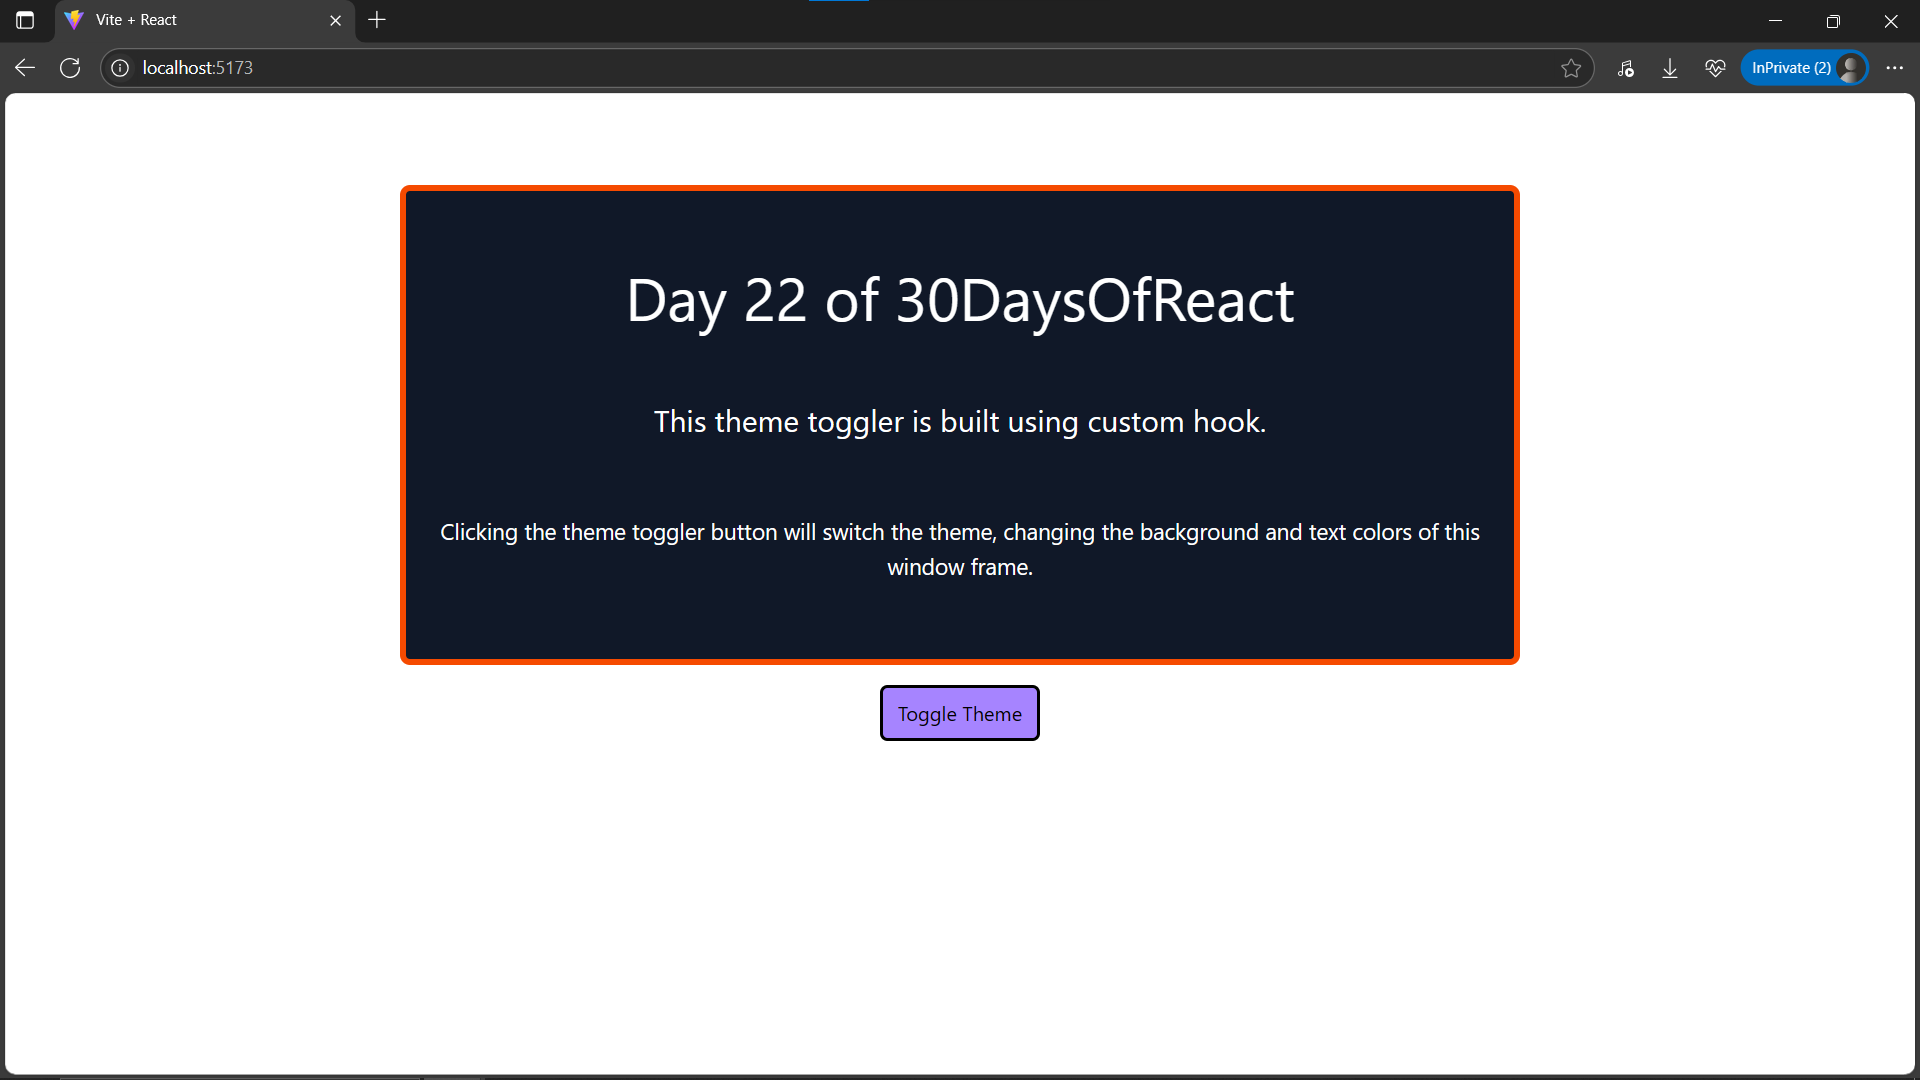 Vite + React
localhost:5173
InPrivate (2)
Day 22 of 30DaysOfReact
This theme toggler is built using custom hook.
Clicking the theme toggler button will switch the theme, changing the background and text colors of this
window frame.
Toggle Theme